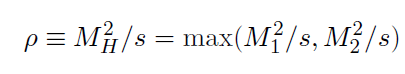 ρ ≡ M_H^2/s = max(M_1^2/s, M_2^2/s)